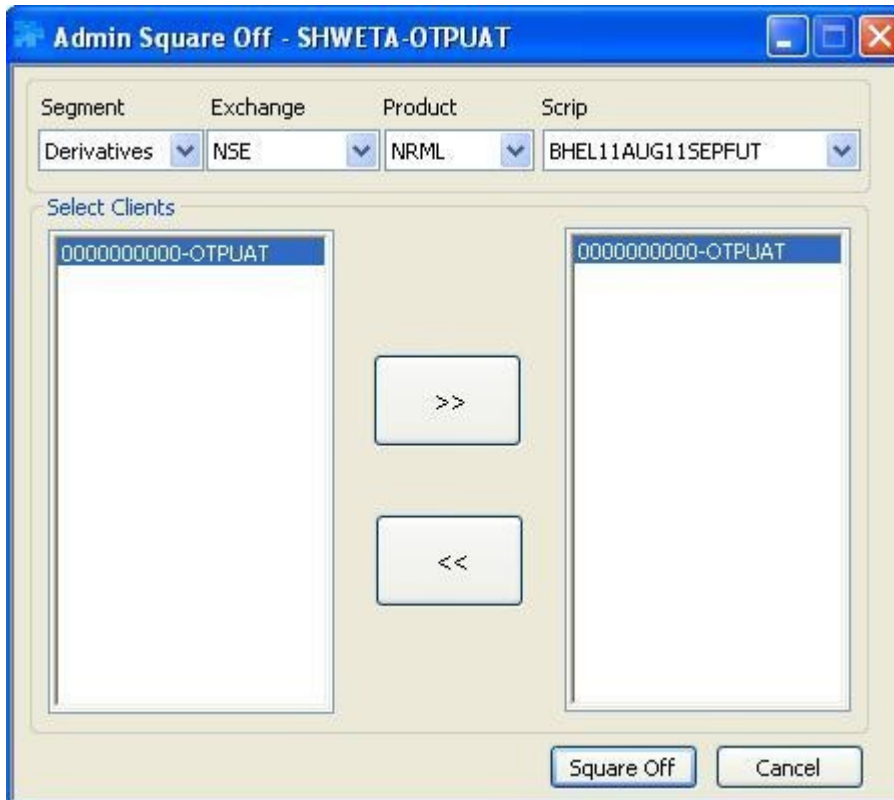 Admin Square Off - SHWETA-OTPUAT
Segment Exchange Product Scrip
Derivatives NSE NRML BHEL11AUG11SEPFUT
Select Clients
0000000000-OTPUAT 0000000000-OTPUAT
>>
<<
Square Off Cancel